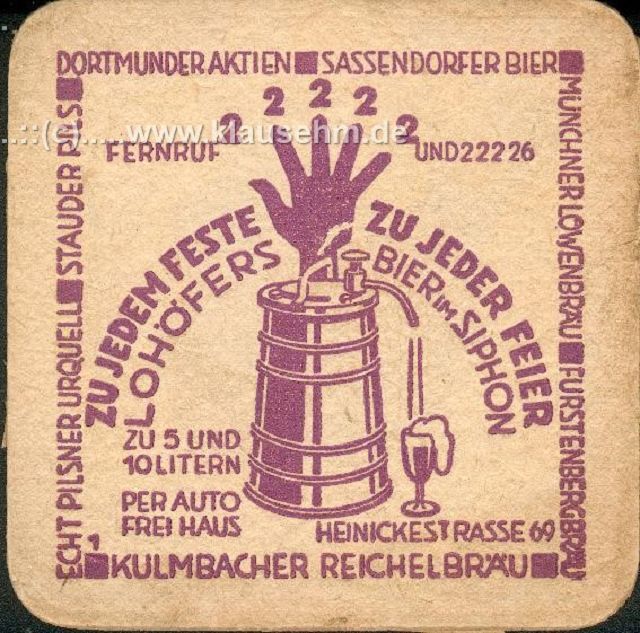 DORTMUNDER AKTIEN ■ SASSENDORFER BIER
MÜNCHNER LÖWENBRÄU ■ FÜRSTENBERGBRÄU
2 2 2 2 2
...::(c)..... www.klausehm.de
FERNRUF UND 22226
ZU JEDEM FESTE ZU JEDER FEIER
LOHÖFERS BIER IM SIPHON
ZU 5 UND
10 LITERN
PER AUTO
FREI HAUS
HEINICKESTRASSE 69
ECHT PILSNER URQUELL ■ STAUDER PILS
1
KULMBACHER REICHELBRÄU